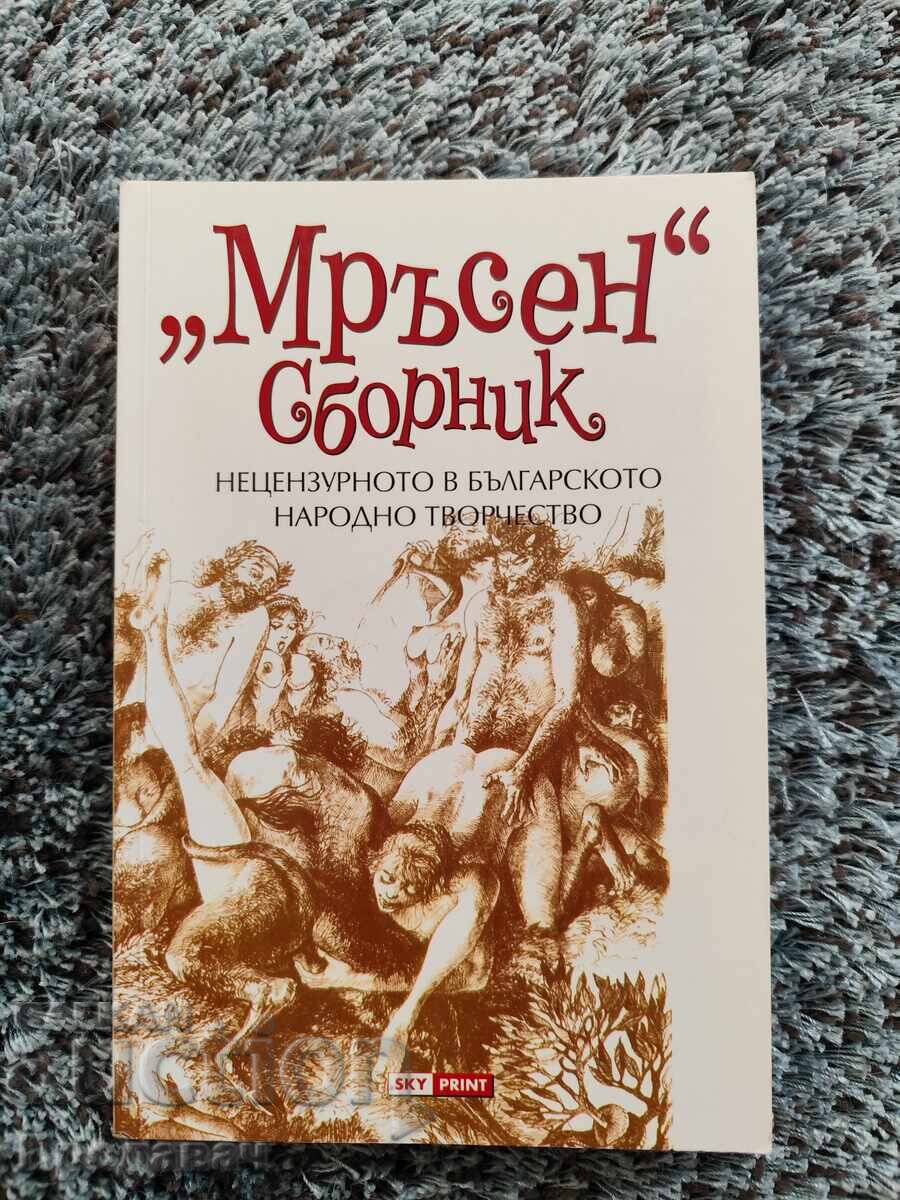 „Мръсен“
Сборник
НЕЦЕНЗУРНОТО В БЪЛГАРСКОТО
НАРОДНО ТВОРЧЕСТВО
SKY PRINT